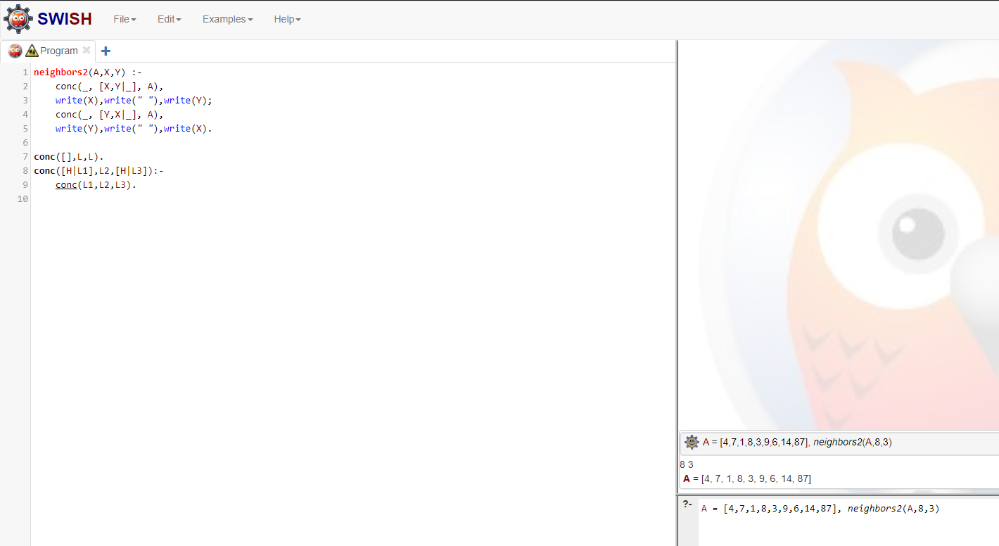 SWISH File Edit Examples Help
Program
1 neighbors2(A,X,Y) :-
2     conc(_, [X,Y|_], A),
3     write(X),write(" "),write(Y);
4     conc(_, [Y,X|_], A),
5     write(Y),write(" "),write(X).
6
7 conc([],L,L).
8 conc([H|L1],L2,[H|L3]):-
9     conc(L1,L2,L3).
10
A = [4,7,1,8,3,9,6,14,87], neighbors2(A,8,3)
8 3
A = [4, 7, 1, 8, 3, 9, 6, 14, 87]
?- A = [4,7,1,8,3,9,6,14,87], neighbors2(A,8,3)